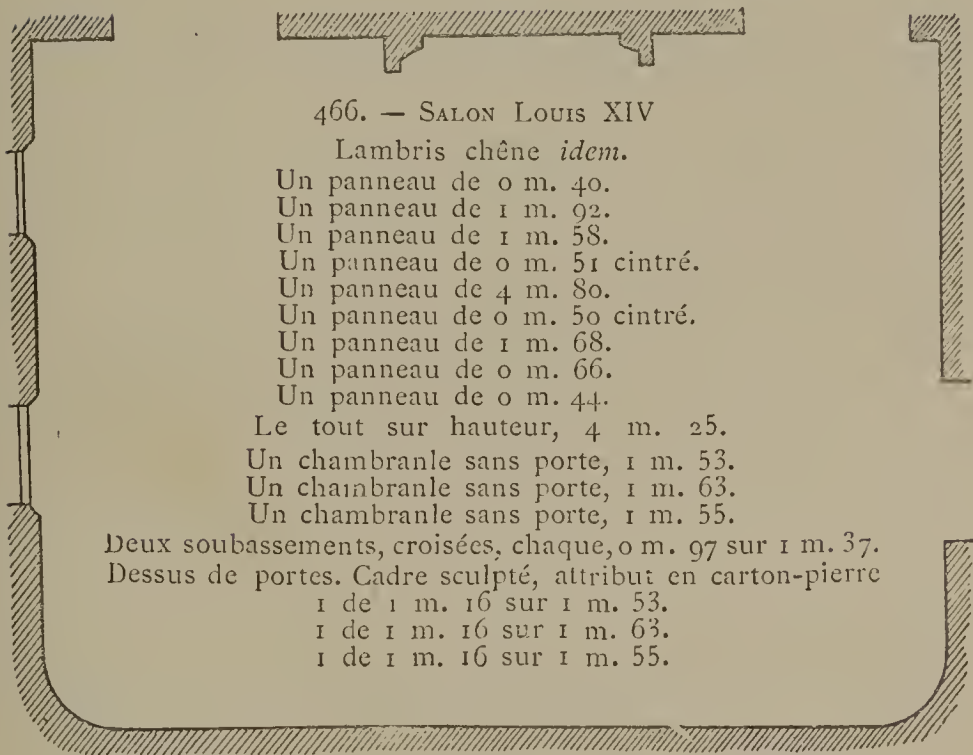 466. — Salon Louis XIV
Lambris chêne idem.
Un panneau de 0 m. 40.
Un panneau de 1 m. 92.
Un panneau de 1 m. 58.
Un panneau de 0 m. 51 cintré.
Un panneau de 4 m. 80.
Un panneau de 0 m. 50 cintré.
Un panneau de 1 m. 68.
Un panneau de 0 m. 66.
Un panneau de 0 m. 44.
Le tout sur hauteur, 4 m. 25.
Un chambranle sans porte, 1 m. 53.
Un chambranle sans porte, 1 m. 63.
Un chambranle sans porte, 1 m. 55.
Deux soubassements, croisées, chaque, 0 m. 97 sur 1 m. 37.
Dessus de portes. Cadre sculpté, attribut en carton-pierre
1 de 1 m. 16 sur 1 m. 53.
1 de 1 m. 16 sur 1 m. 63.
1 de 1 m. 16 sur 1 m. 55.